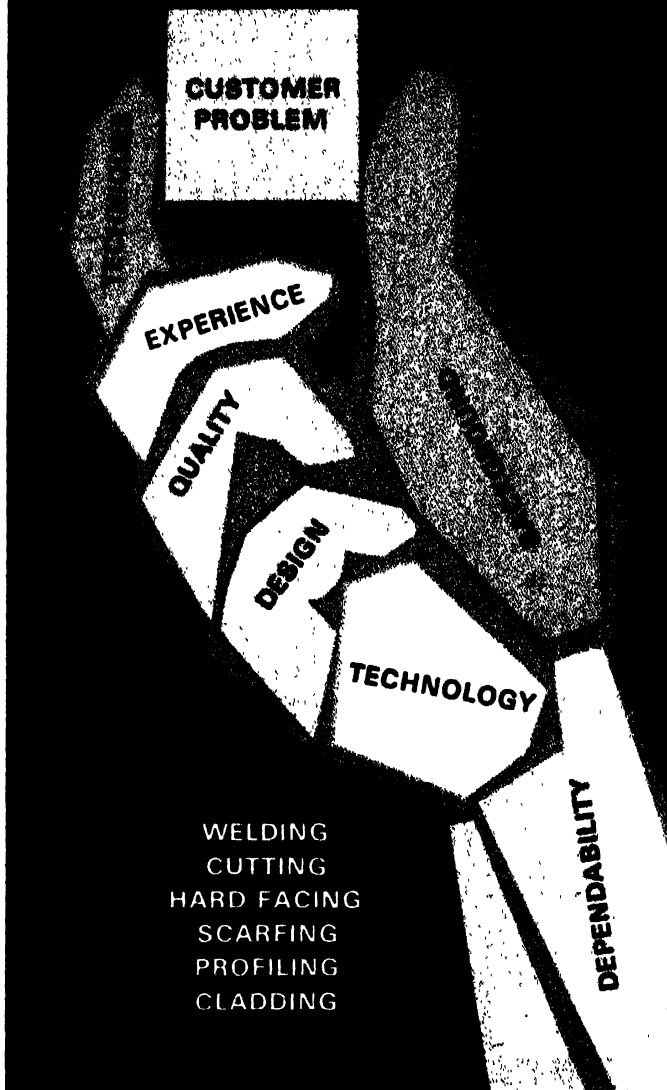 CUSTOMER
PROBLEM
EXPERIENCE
QUALITY
DESIGN
TECHNOLOGY
DEPENDABILITY
WELDING
CUTTING
HARD FACING
SCARFING
PROFILING
CLADDING